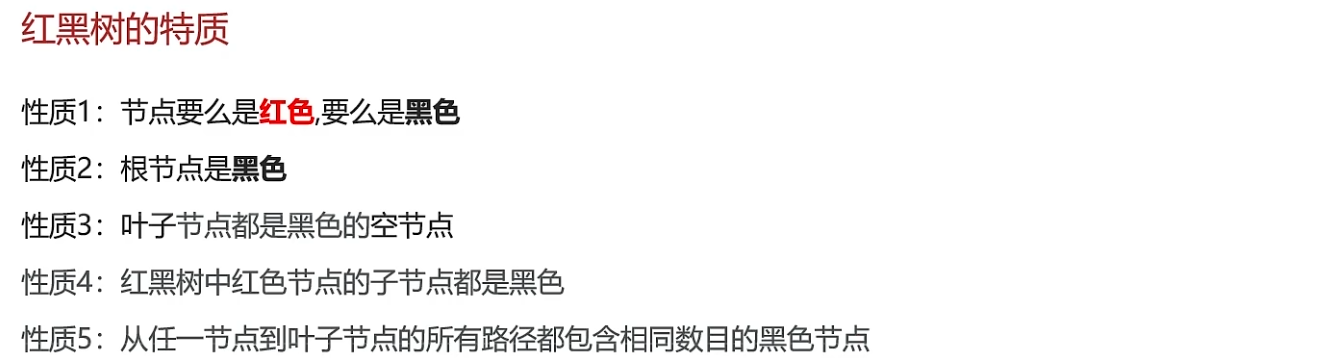 红黑树的特质
性质1：节点要么是红色,要么是黑色
性质2：根节点是黑色
性质3：叶子节点都是黑色的空节点
性质4：红黑树中红色节点的子节点都是黑色
性质5：从任一节点到叶子节点的所有路径都包含相同数目的黑色节点